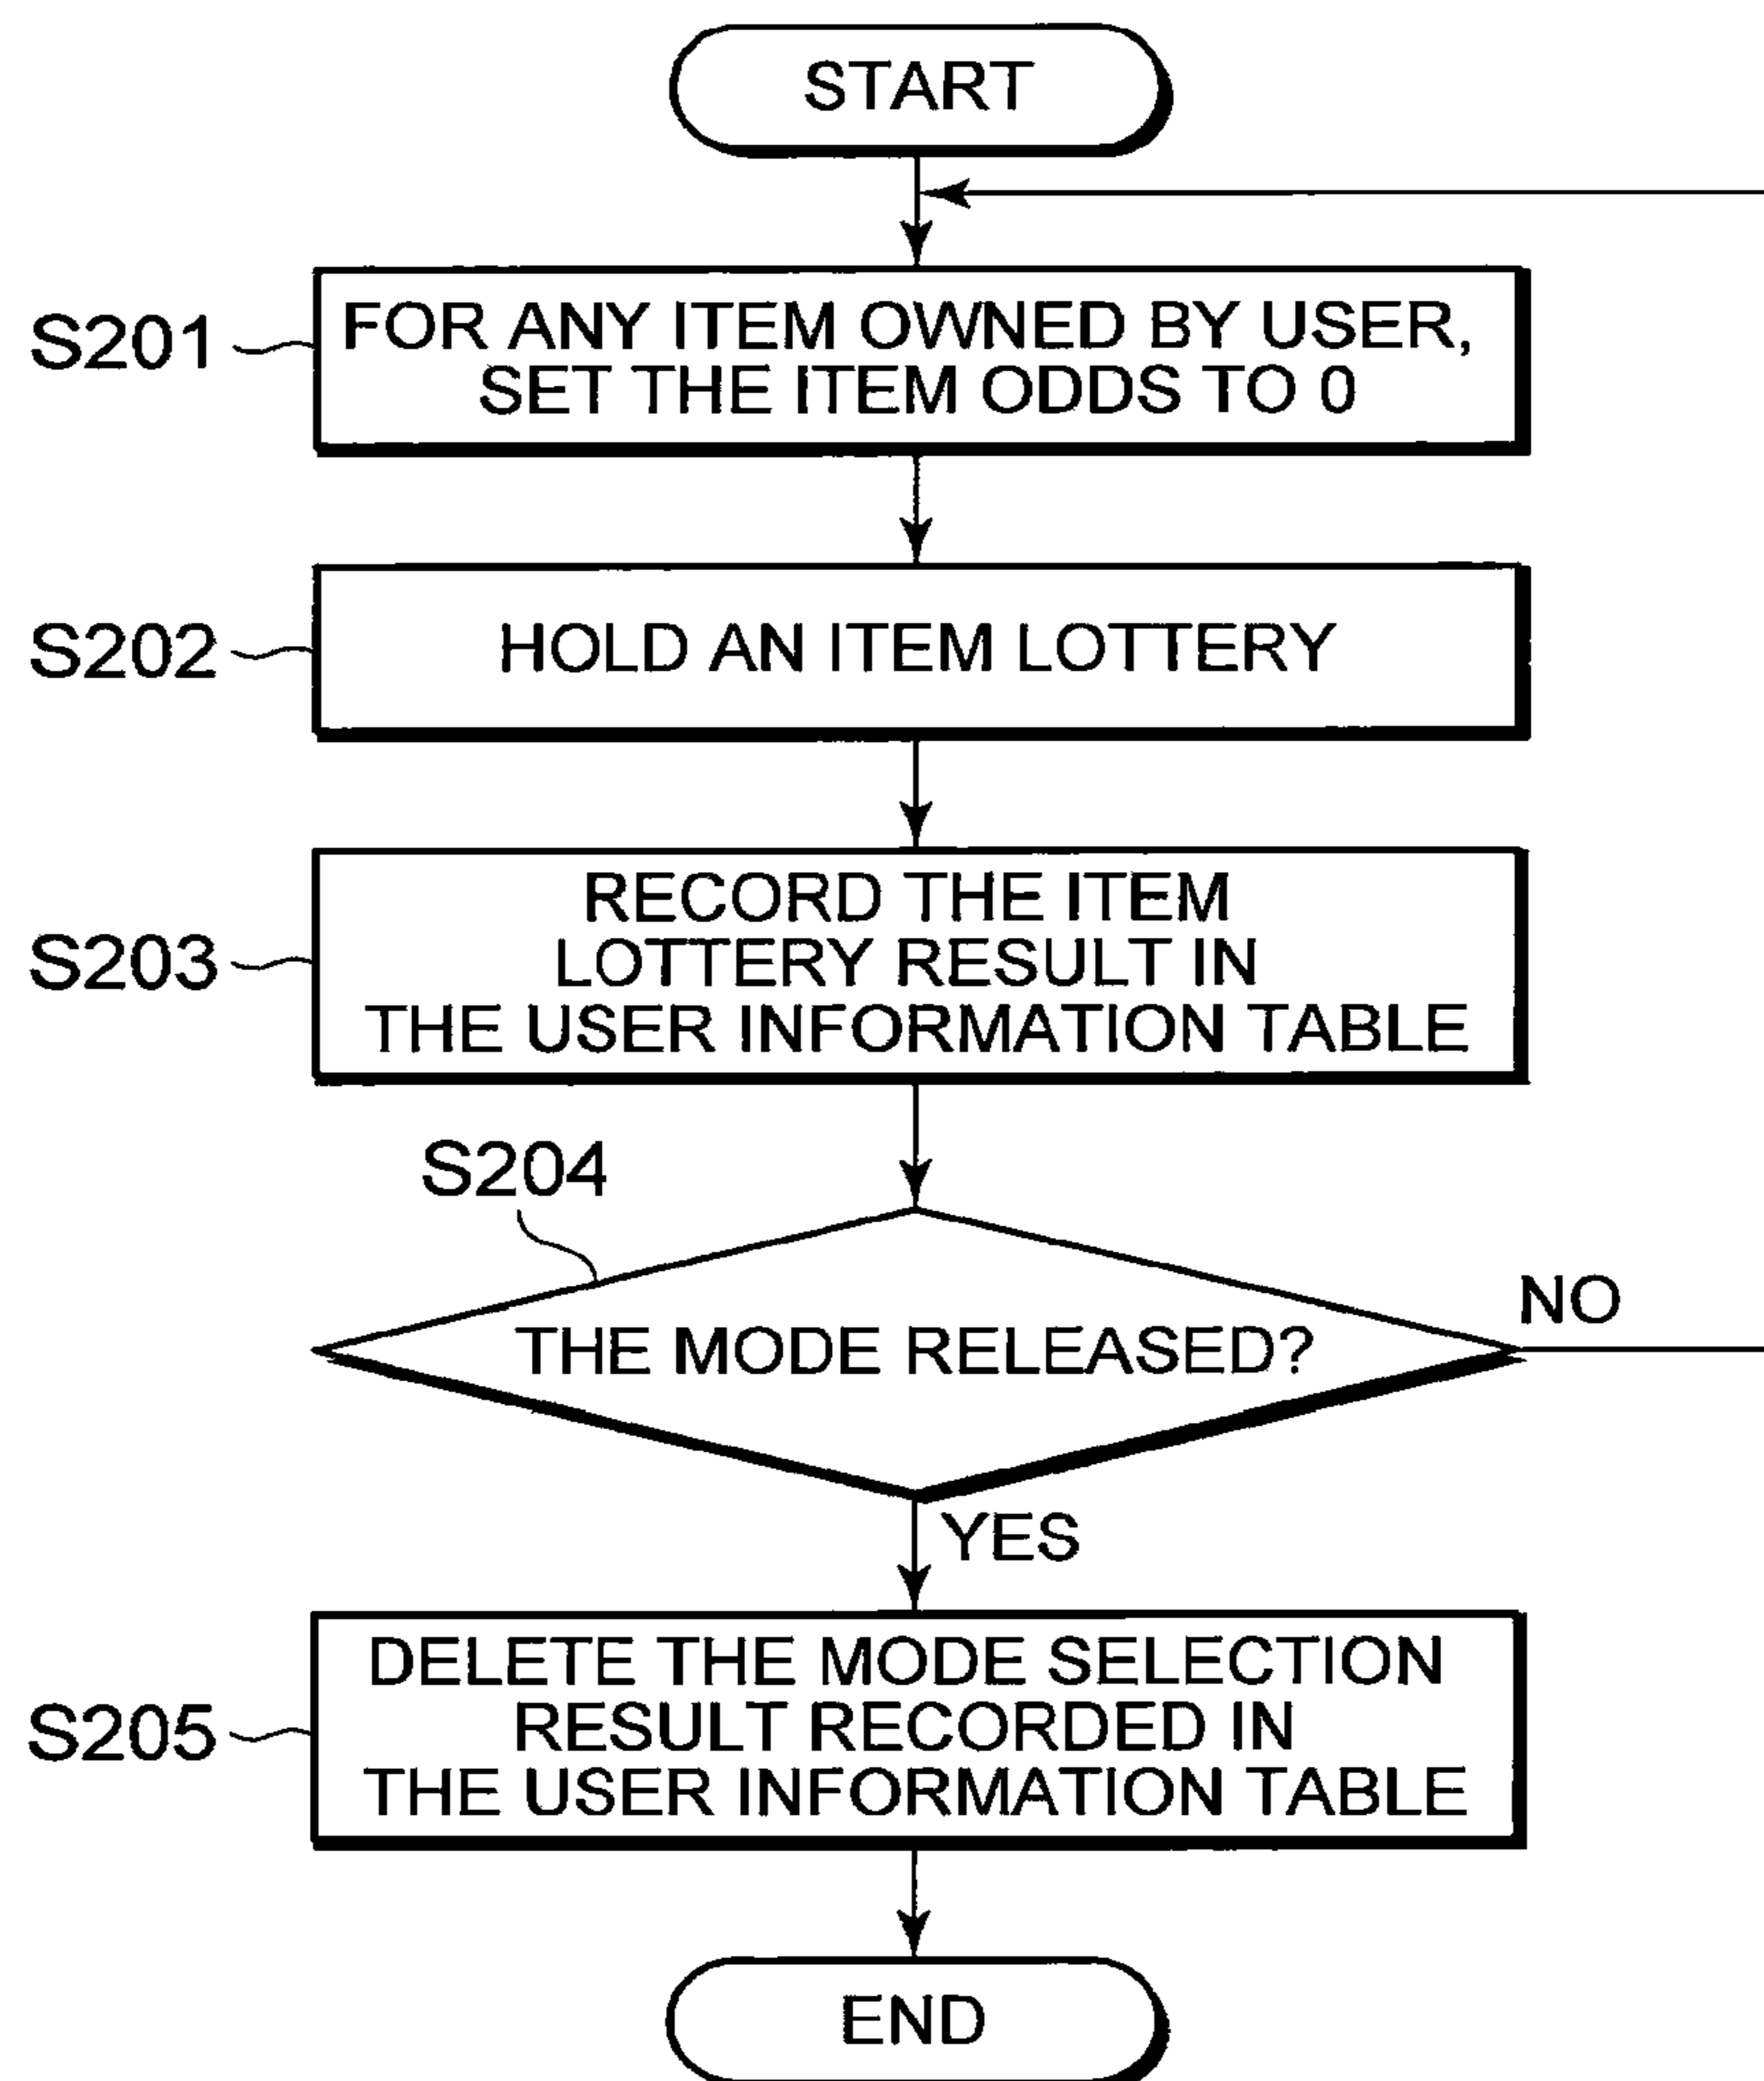 START
S201
FOR ANY ITEM OWNED BY USER,
SET THE ITEM ODDS TO 0
S202
HOLD AN ITEM LOTTERY
S203
RECORD THE ITEM
LOTTERY RESULT IN
THE USER INFORMATION TABLE
S204
THE MODE RELEASED?
NO
YES
S205
DELETE THE MODE SELECTION
RESULT RECORDED IN
THE USER INFORMATION TABLE
END